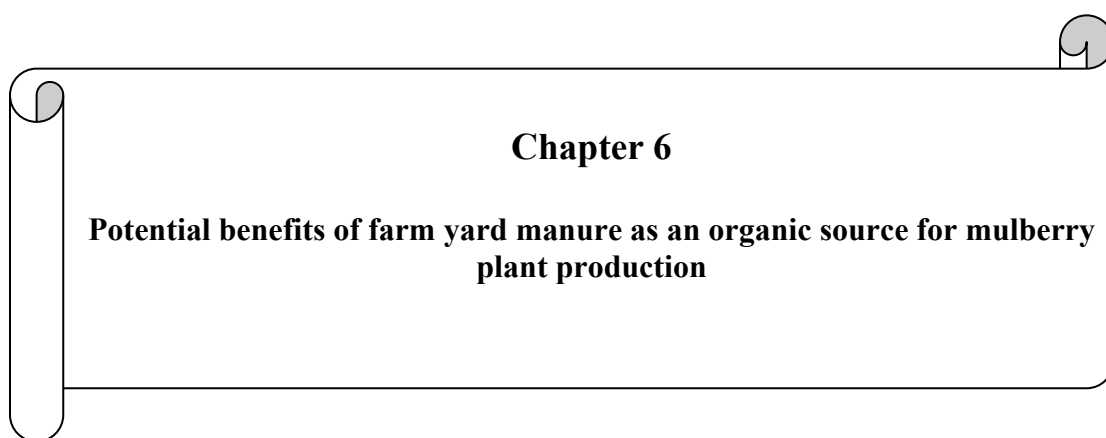 Chapter 6
Potential benefits of farm yard manure as an organic source for mulberry
plant production